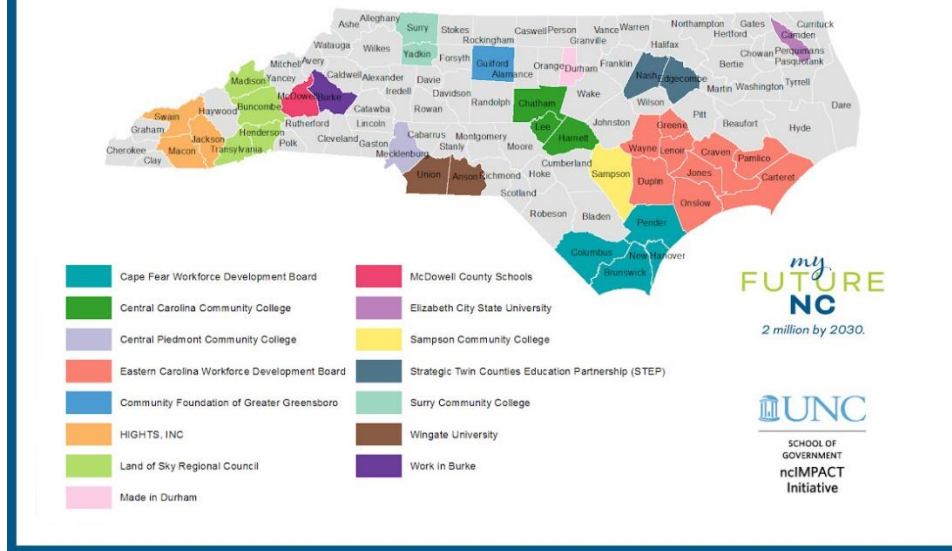 Alleghany
Ashe
Surry
Stokes
Rockingham
Caswell
Person
Granville
Vance
Warren
Northampton
Hertford
Gates
Currituck
Camden
Perquimans
Pasquotank
Chowan
Halifax
Watauga
Wilkes
Yadkin
Forsyth
Guilford
Alamance
Orange
Durham
Franklin
Nash
Edgecombe
Bertie
Martin
Washington
Tyrrell
Dare
Mitchell
Avery
Yancey
Caldwell
Alexander
Iredell
Davie
Davidson
Randolph
Chatham
Wake
Wilson
Pitt
Beaufort
Hyde
Madison
Buncombe
McDowell
Burke
Catawba
Rowan
Swain
Haywood
Rutherford
Lincoln
Cabarrus
Montgomery
Lee
Harnett
Johnston
Greene
Graham
Jackson
Henderson
Polk
Cleveland
Gaston
Mecklenburg
Stanly
Moore
Wayne
Lenoir
Craven
Pamlico
Cherokee
Clay
Macon
Transylvania
Union
Anson
Richmond
Hoke
Cumberland
Sampson
Duplin
Jones
Carteret
Scotland
Onslow
Robeson
Bladen
Pender
Columbus
New Hanover
Brunswick
Cape Fear Workforce Development Board
Central Carolina Community College
Central Piedmont Community College
Eastern Carolina Workforce Development Board
Community Foundation of Greater Greensboro
HIGHTS, INC
Land of Sky Regional Council
Made in Durham
McDowell County Schools
Elizabeth City State University
Sampson Community College
Strategic Twin Counties Education Partnership (STEP)
Surry Community College
Wingate University
Work in Burke
my
FUTURE
NC
2 million by 2030.
UNC
SCHOOL OF
GOVERNMENT
ncIMPACT
Initiative